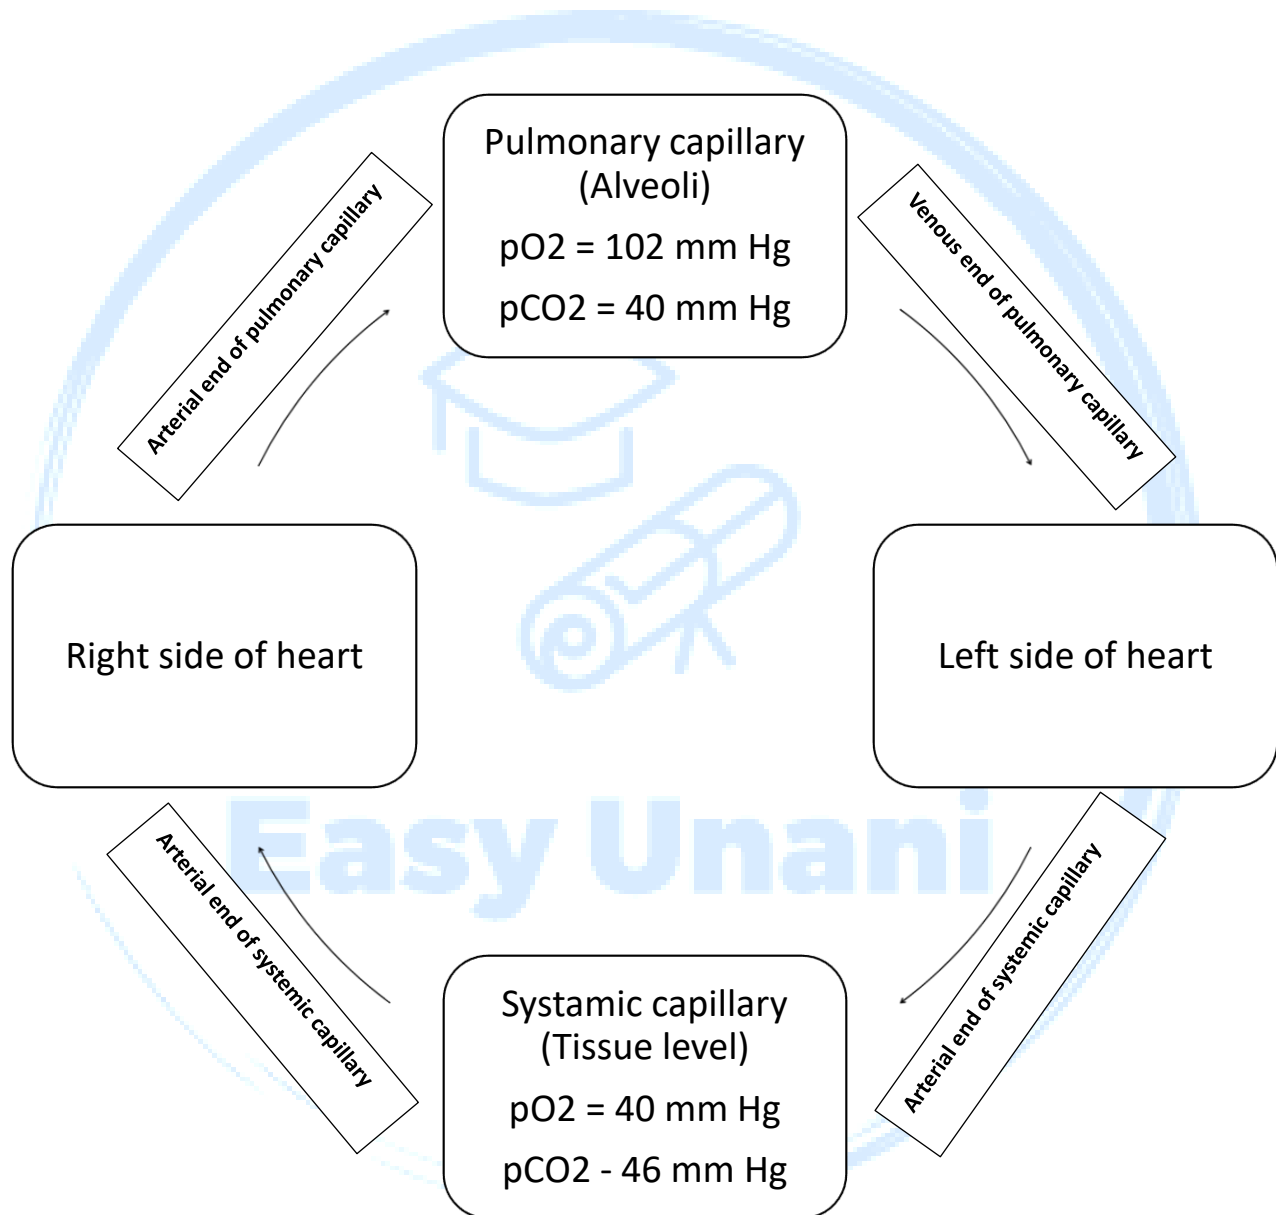 Pulmonary capillary
(Alveoli)
pO2 = 102 mm Hg
pCO2 = 40 mm Hg
Arterial end of pulmonary capillary
Venous end of pulmonary capillary
Right side of heart
Left side of heart
Easy Unani
Arterial end of systemic capillary
Arterial end of systemic capillary
Systamic capillary
(Tissue level)
pO2 = 40 mm Hg
pCO2 - 46 mm Hg